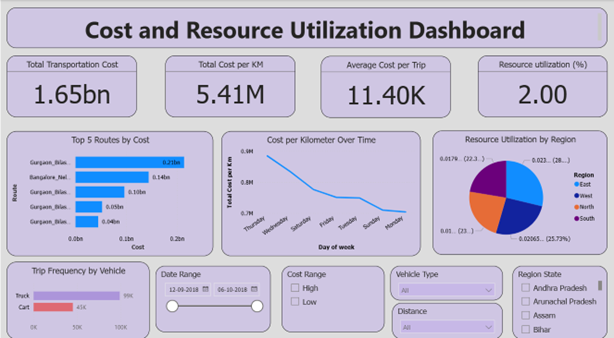 Cost and Resource Utilization Dashboard
Total Transportation Cost
1.65bn
Total Cost per KM
5.41M
Average Cost per Trip
11.40K
Resource utilization (%)
2.00
Top 5 Routes by Cost
Gurgaon_Bilas... 0.21bn
Bangalore_Nel... 0.14bn
Gurgaon_Bilas... 0.10bn
Gurgaon_Bilas... 0.05bn
Gurgaon_Bilas... 0.04bn
0.0bn 0.1bn 0.2bn
Route
Cost
Cost per Kilometer Over Time
0.9M
0.8M
0.7M
Total Cost per Km
Thursday Wednesday Saturday Tuesday Friday Sunday Monday
Day of week
Resource Utilization by Region
0.0179... (22.3...)
0.022... (28....)
0.01... (23....)
0.02065... (25.73%)
Region
East
West
North
South
Trip Frequency by Vehicle
Truck 99K
Cart 45K
0K 50K 100K
Date Range
12-09-2018 06-10-2018
Cost Range
High
Low
Vehicle Type
All
Distance
All
Region State
Andhra Pradesh
Arunachal Pradesh
Assam
Bihar